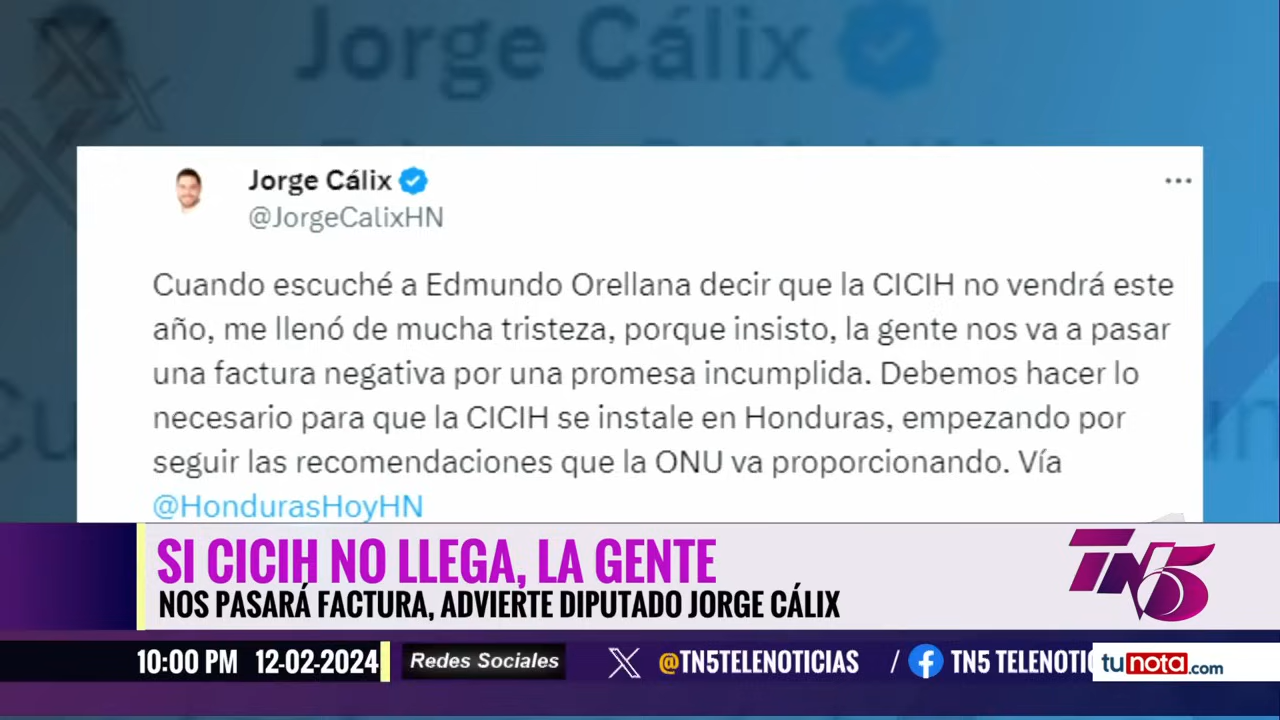 Jorge Cálix
Jorge Cálix
@JorgeCalixHN
Cuando escuché a Edmundo Orellana decir que la CICIH no vendrá este
año, me llenó de mucha tristeza, porque insisto, la gente nos va a pasar
una factura negativa por una promesa incumplida. Debemos hacer lo
necesario para que la CICIH se instale en Honduras, empezando por
seguir las recomendaciones que la ONU va proporcionando. Vía
@HondurasHoyHN
SI CICIH NO LLEGA, LA GENTE
NOS PASARÁ FACTURA, ADVIERTE DIPUTADO JORGE CÁLIX
TN5
10:00 PM 12-02-2024 Redes Sociales @TN5TELENOTICIAS / TN5 TELENOTIC
tunota.com